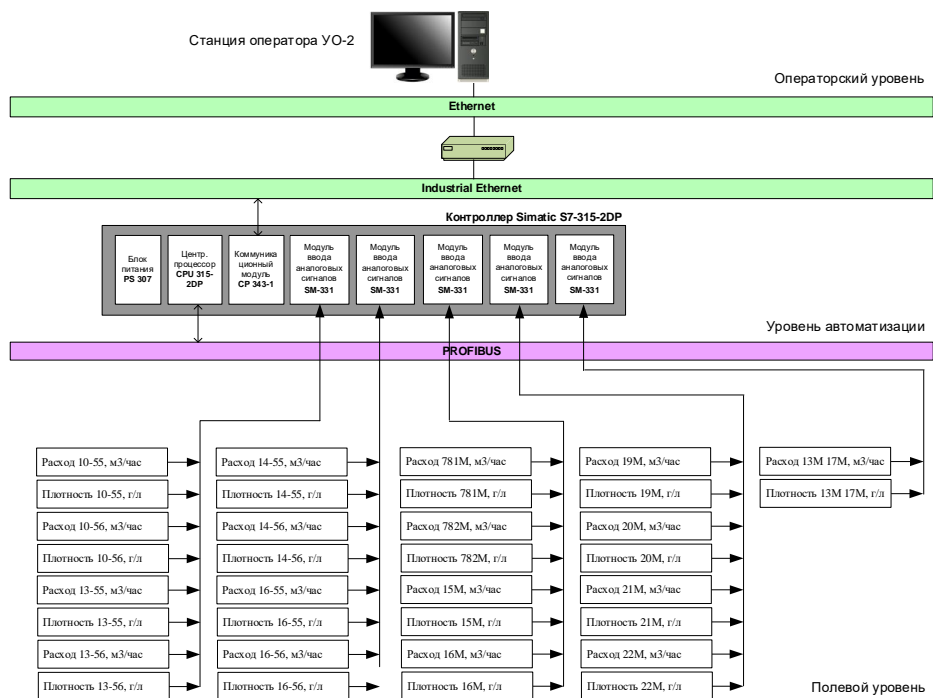 Станция оператора УО-2
Операторский уровень
Ethernet
Industrial Ethernet
Контроллер Simatic S7-315-2DP
Блок
питания
PS 307
Центр.
процессор
CPU 315-
2DP
Коммуника
ционный
модуль
CP 343-1
Модуль
ввода
аналоговых
сигналов
SM-331
Модуль
ввода
аналоговых
сигналов
SM-331
Модуль
ввода
аналоговых
сигналов
SM-331
Модуль
ввода
аналоговых
сигналов
SM-331
Модуль
ввода
аналоговых
сигналов
SM-331
Уровень автоматизации
PROFIBUS
Расход 10-55, м3/час
Плотность 10-55, г/л
Расход 10-56, м3/час
Плотность 10-56, г/л
Расход 13-55, м3/час
Плотность 13-55, г/л
Расход 13-56, м3/час
Плотность 13-56, г/л
Расход 14-55, м3/час
Плотность 14-55, г/л
Расход 14-56, м3/час
Плотность 14-56, г/л
Расход 16-55, м3/час
Плотность 16-55, г/л
Расход 16-56, м3/час
Плотность 16-56, г/л
Расход 781М, м3/час
Плотность 781М, г/л
Расход 782М, м3/час
Плотность 782М, г/л
Расход 15М, м3/час
Плотность 15М, г/л
Расход 16М, м3/час
Плотность 16М, г/л
Расход 19М, м3/час
Плотность 19М, г/л
Расход 20М, м3/час
Плотность 20М, г/л
Расход 21М, м3/час
Плотность 21М, г/л
Расход 22М, м3/час
Плотность 22М, г/л
Расход 13М 17М, м3/час
Плотность 13М 17М, г/л
Полевой уровень